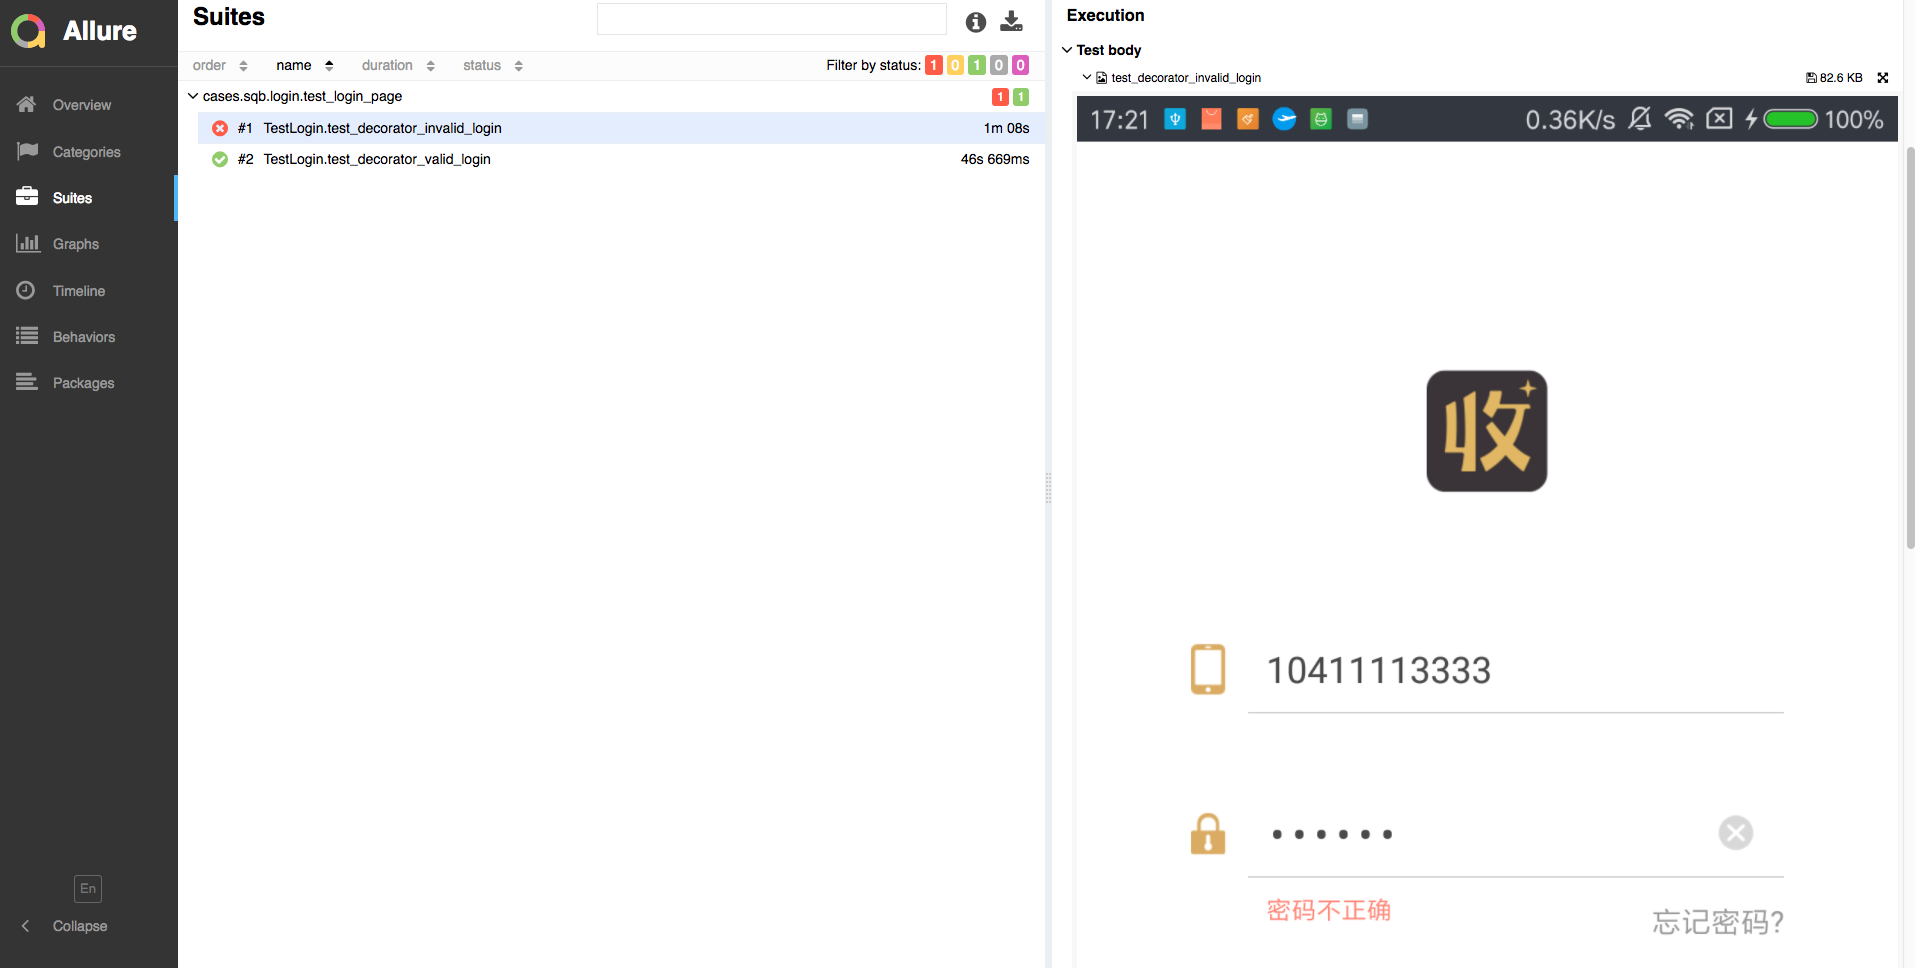 Allure
Overview
Categories
Suites
Graphs
Timeline
Behaviors
Packages
En
Collapse
Suites
order name duration status Filter by status: 1 0 1 0 0
cases.sqb.login.test_login_page 1 1
#1 TestLogin.test_decorator_invalid_login 1m 08s
#2 TestLogin.test_decorator_valid_login 46s 669ms
Execution
Test body
test_decorator_invalid_login 82.6 KB
17:21 0.36K/s 100%
收
10411113333
密码不正确
忘记密码?